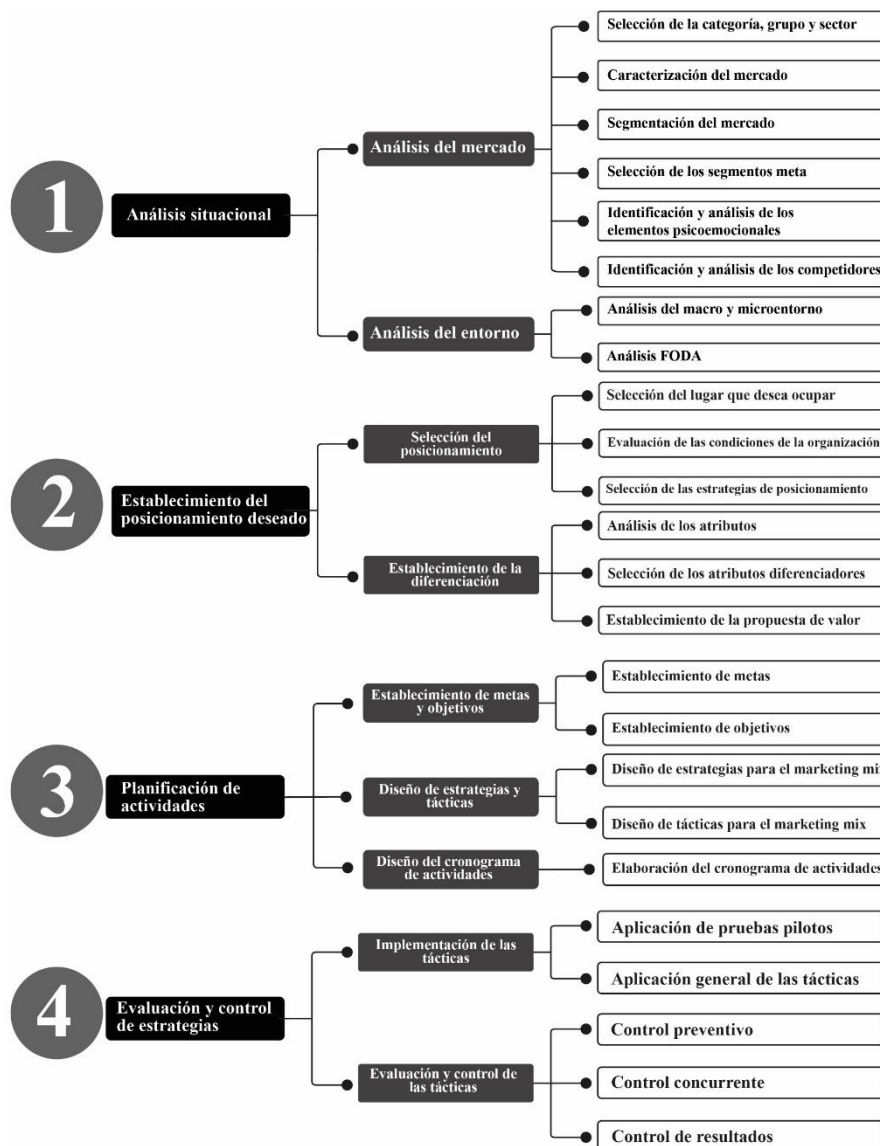 1
Análisis situacional
Análisis del mercado
Selección de la categoría, grupo y sector
Caracterización del mercado
Segmentación del mercado
Selección de los segmentos meta
Identificación y análisis de los
elementos psicoemocionales
Identificación y análisis de los competidores
Análisis del entorno
Análisis del macro y microentorno
Análisis FODA
2
Establecimiento del
posicionamiento deseado
Selección del
posicionamiento
Selección del lugar que desea ocupar
Evaluación de las condiciones de la organización
Selección de las estrategias de posicionamiento
Establecimiento de la
diferenciación
Análisis de los atributos
Selección de los atributos diferenciadores
Establecimiento de la propuesta de valor
3
Planificación de
actividades
Establecimiento de metas
y objetivos
Establecimiento de metas
Establecimiento de objetivos
Diseño de estrategias y
tácticas
Diseño de estrategias para el marketing mi
Diseño de tácticas para el marketing mix
Diseño del cronograma
de actividades
Elaboración del cronograma de actividades
4
Evaluación y control
de estrategias
Implementación de las
tácticas
Aplicación de pruebas pilotos
Aplicación general de las tácticas
Evaluación y control de
las tácticas
Control preventivo
Control concurrente
Control de resultados